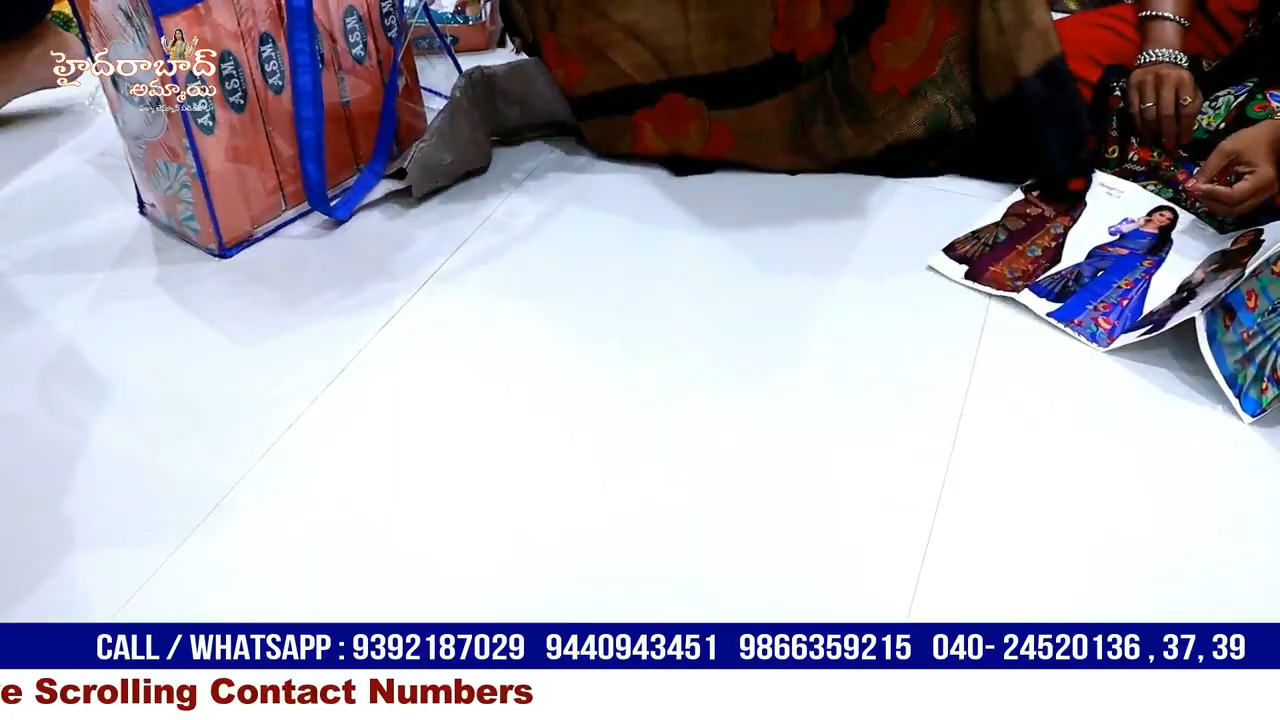 హైదరాబాద్
అమ్మాయి
A.S.M.
A.S.M.
A.S.M.
A.S.M.
CALL / WHATSAPP : 9392187029 9440943451 9866359215 040- 24520136 , 37, 39
e Scrolling Contact Numbers